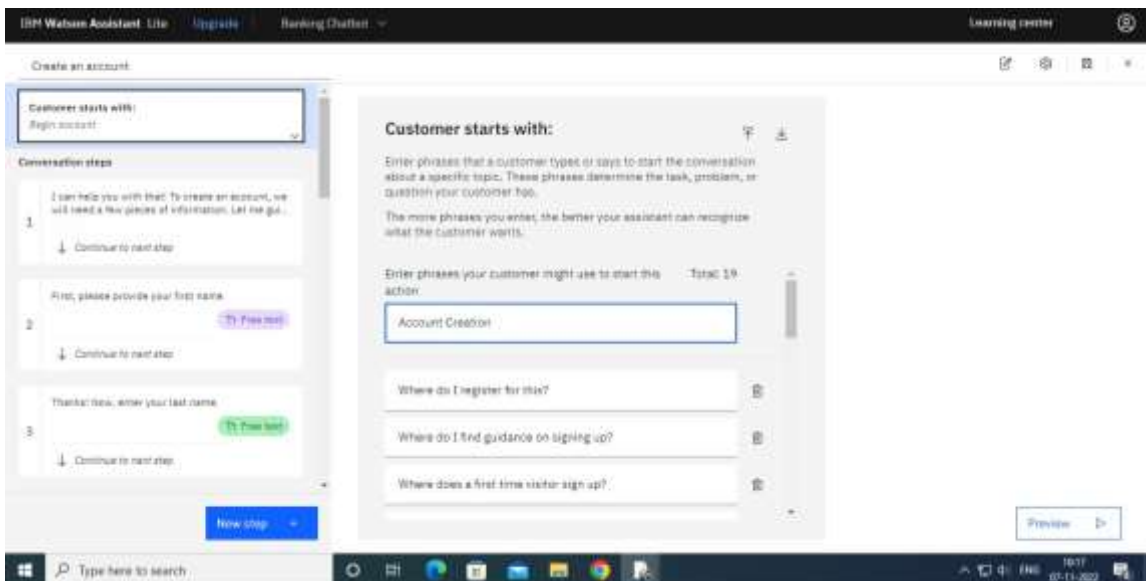 IBM Watson Assistant Lite Upgrade Banking Chatbot Learning center
Create an account
Customer starts with:
Begin account
Conversation steps
1
I can help you with that! To create an account, we
will need a few pieces of information. Let me gui...
Continue to next step
2
First, please provide your first name
Free text
Continue to next step
3
Thanks! Now, enter your last name
Free text
Continue to next step
New step
Customer starts with:
Enter phrases that a customer types or says to start the conversation
about a specific topic. These phrases determine the task, problem, or
question your customer has.
The more phrases you enter, the better your assistant can recognize
what the customer wants.
Enter phrases your customer might use to start this Total: 19
action
Account Creation
Where do I register for this?
Where do I find guidance on signing up?
Where does a first time visitor sign up?
Preview
Type here to search
ENG
10:17
07-11-2022